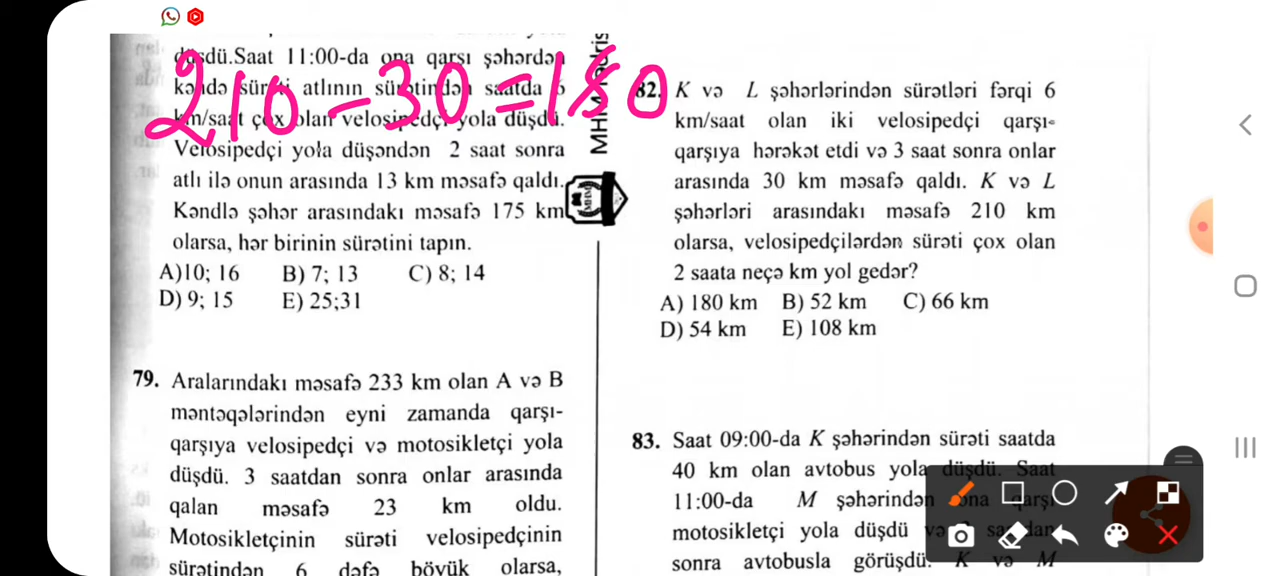 düşdü.Saat 11:00-da ona qarşı şəhərdən
kəndə sürəti atlının sürətindən saatda 6
km/saat çox olan velosipedçi yola düşdü.
Velosipedçi yola düşəndən 2 saat sonra
atlı ilə onun arasında 13 km məsafə qaldı.
Kəndlə şəhər arasındakı məsafə 175 km
olarsa, hər birinin sürətini tapın.
A)10; 16 B) 7; 13 C) 8; 14
D) 9; 15 E) 25;31
210-30=180
79. Aralarındakı məsafə 233 km olan A və B
məntəqələrindən eyni zamanda qarşı-
qarşıya velosipedçi və motosikletçi yola
düşdü. 3 saatdan sonra onlar arasında
qalan məsafə 23 km oldu.
Motosikletçinin sürəti velosipedçinin
sürətindən 6 dəfə böyük olarsa,
MHM
82. K və L şəhərlərindən sürətləri fərqi 6
km/saat olan iki velosipedçi qarşı-
qarşıya hərəkət etdi və 3 saat sonra onlar
arasında 30 km məsafə qaldı. K və L
şəhərləri arasındakı məsafə 210 km
olarsa, velosipedçilərdən sürəti çox olan
2 saata neçə km yol gedər?
A) 180 km B) 52 km C) 66 km
D) 54 km E) 108 km
83. Saat 09:00-da K şəhərindən sürəti saatda
40 km olan avtobus yola düşdü. Saat
11:00-da M şəhərindən ona qarşı
motosikletçi yola düşdü
sonra avtobusla görüşdü. K və M